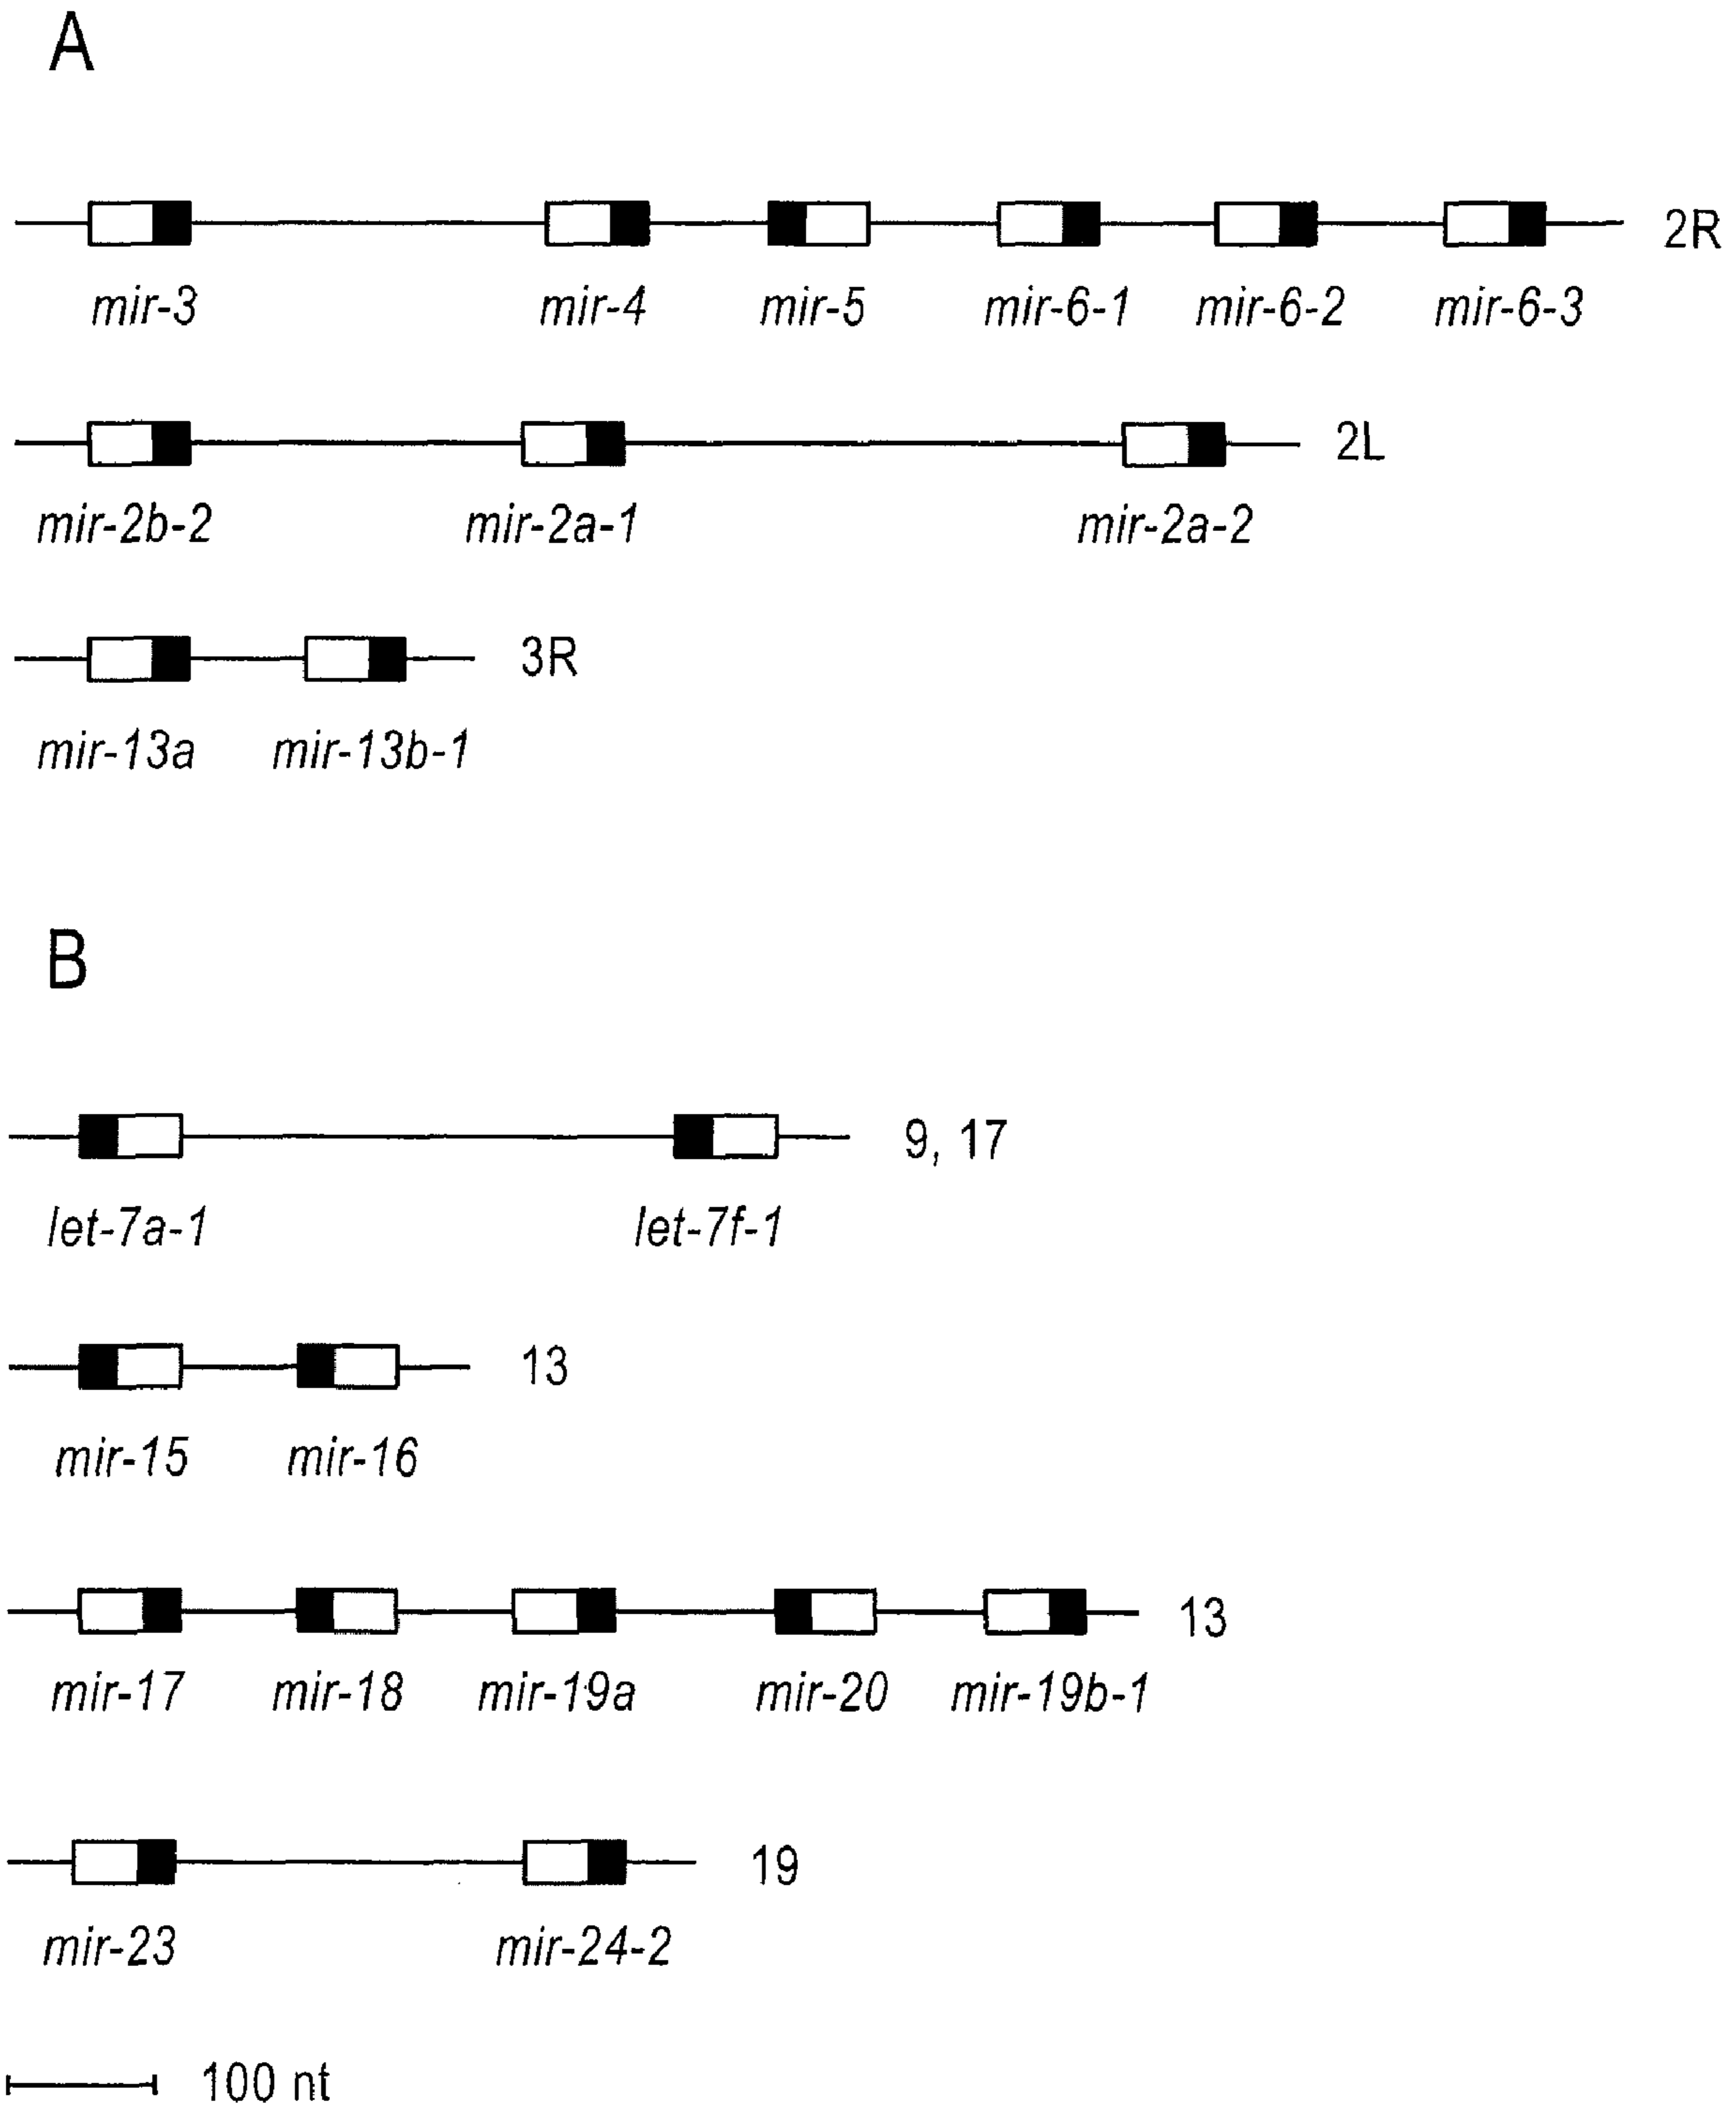 A
2R
mir-3 mir-4 mir-5 mir-6-1 mir-6-2 mir-6-3
2L
mir-2b-2 mir-2a-1 mir-2a-2
3R
mir-13a mir-13b-1
B
9, 17
let-7a-1 let-7f-1
13
mir-15 mir-16
13
mir-17 mir-18 mir-19a mir-20 mir-19b-1
19
mir-23 mir-24-2
100 nt